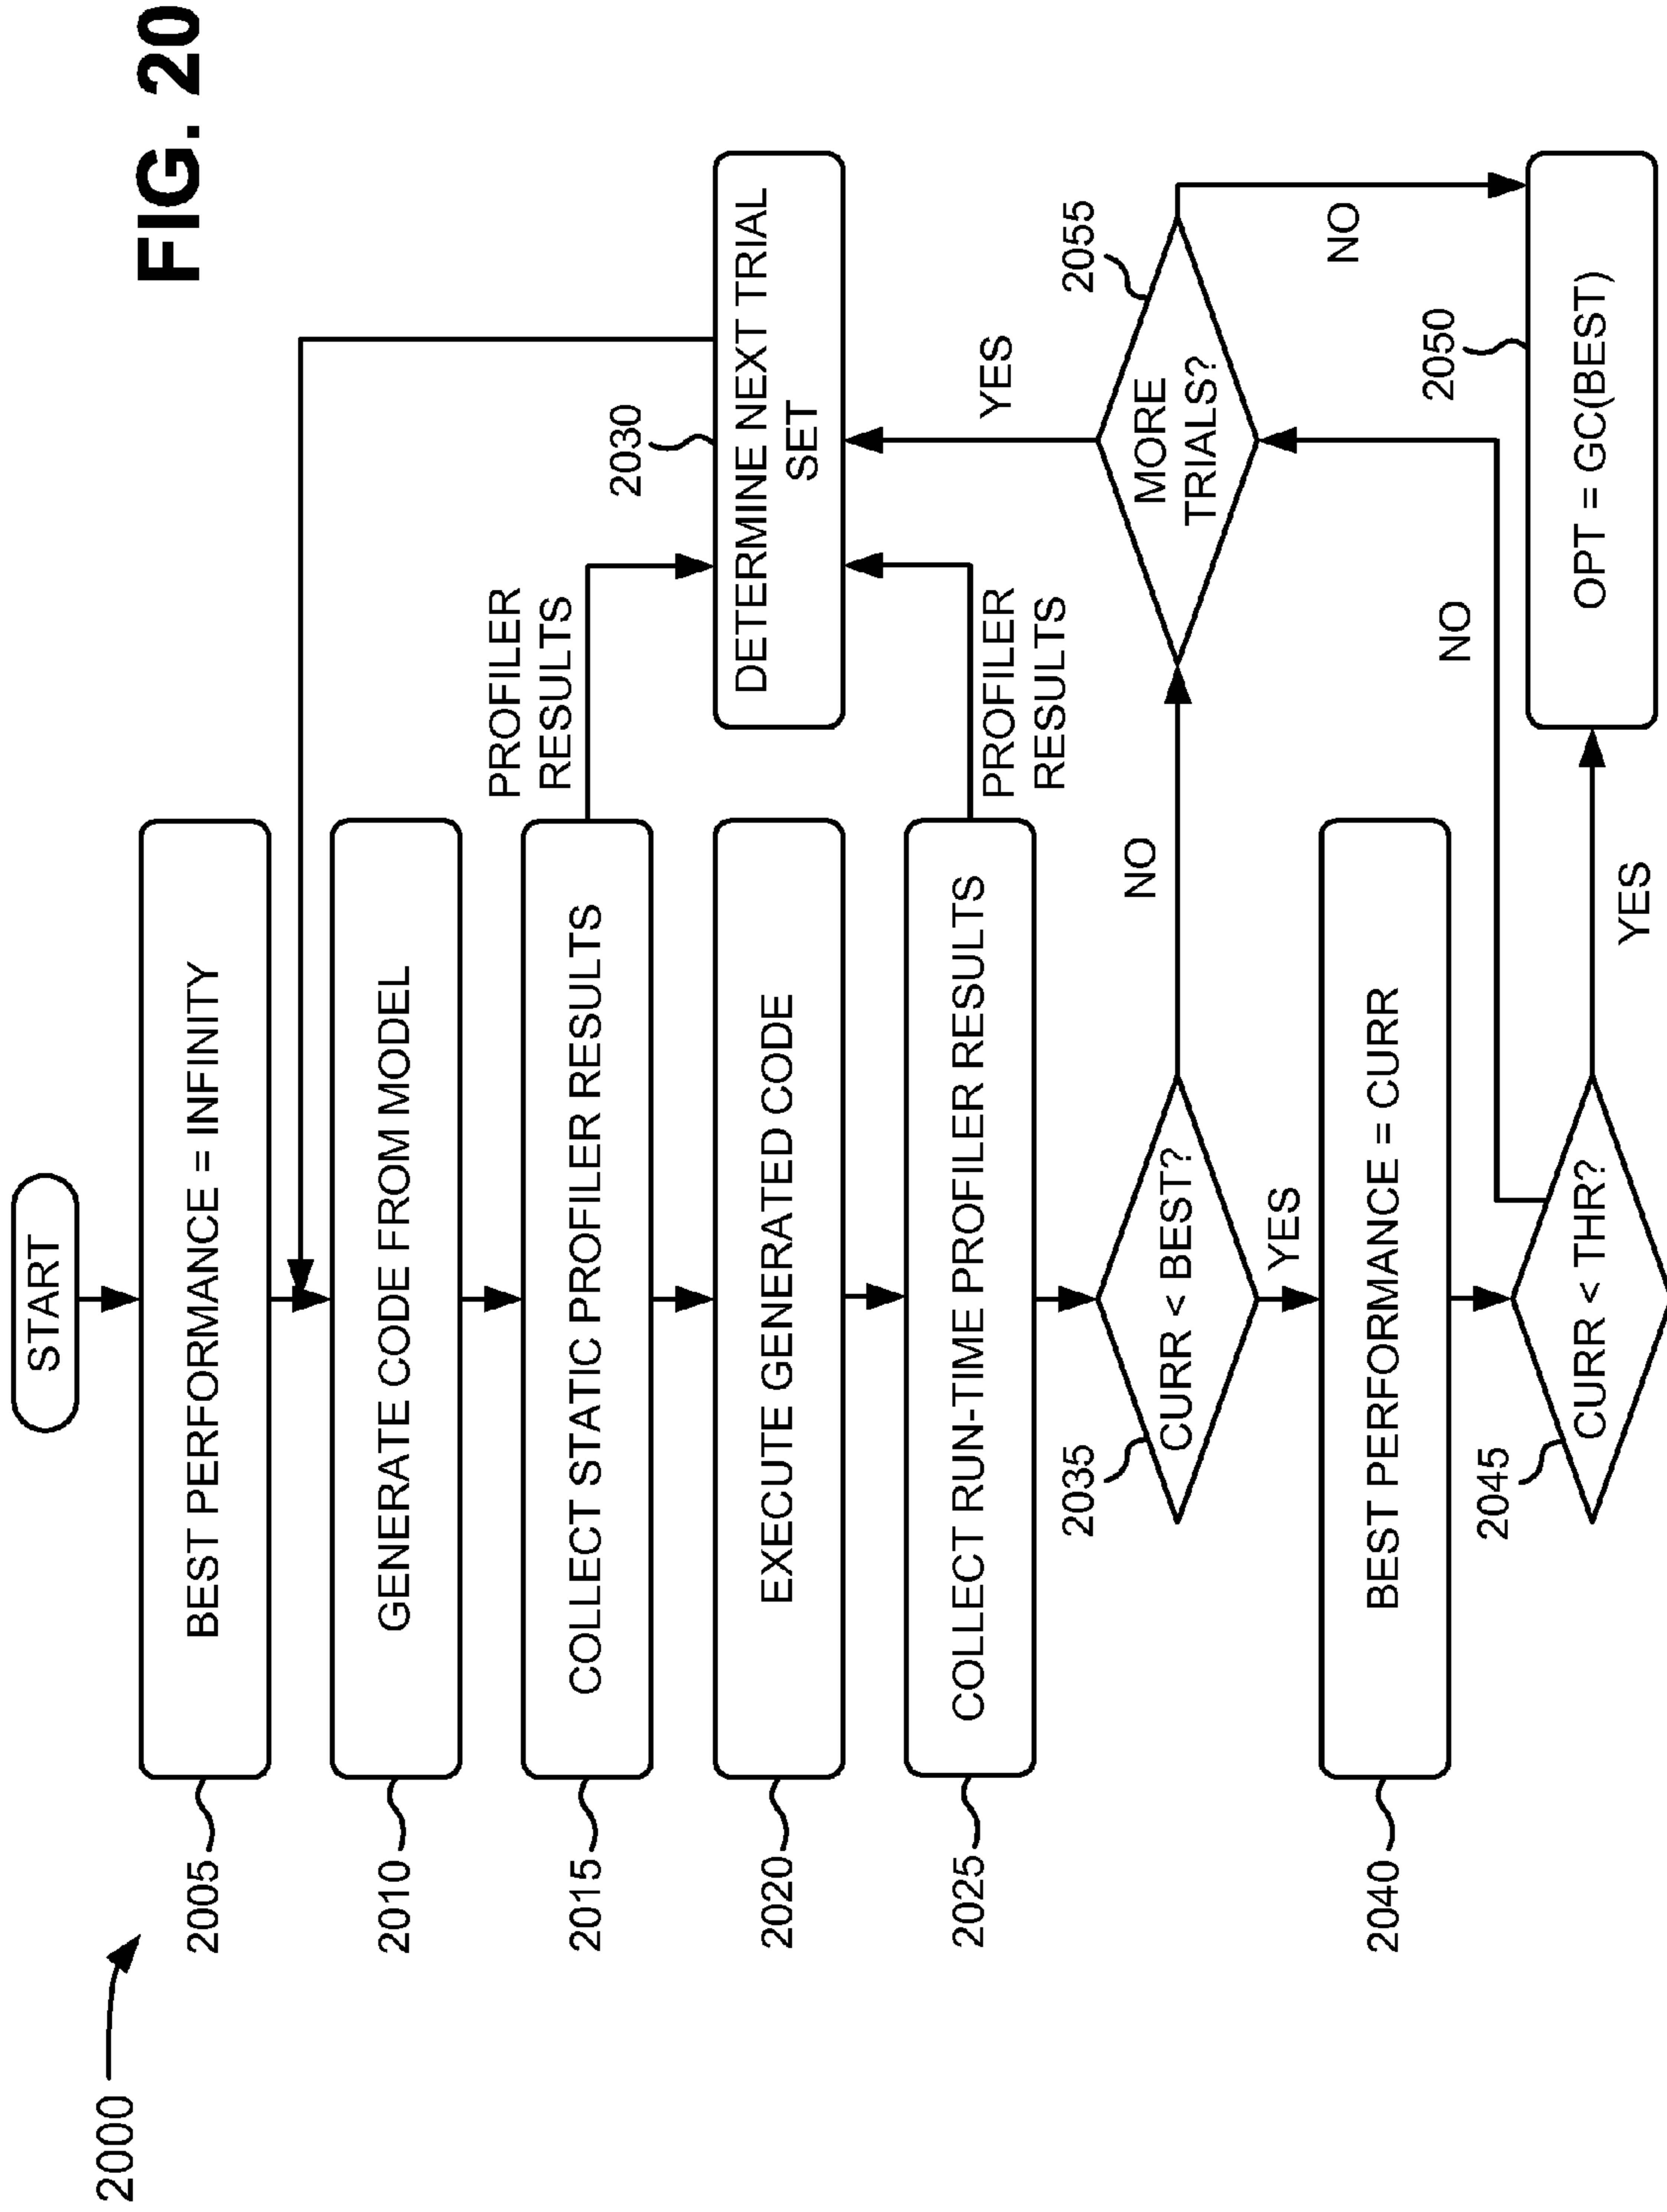 FIG. 20
2000
START
2005
BEST PERFORMANCE = INFINITY
2010
GENERATE CODE FROM MODEL
2015
COLLECT STATIC PROFILER RESULTS
PROFILER
RESULTS
2020
EXECUTE GENERATED CODE
2030
DETERMINE NEXT TRIAL
SET
2025
COLLECT RUN-TIME PROFILER RESULTS
PROFILER
RESULTS
2035
CURR < BEST?
NO
YES
2055
MORE
TRIALS?
YES
NO
2040
BEST PERFORMANCE = CURR
2045
CURR < THR?
NO
YES
2050
OPT = GC(BEST)